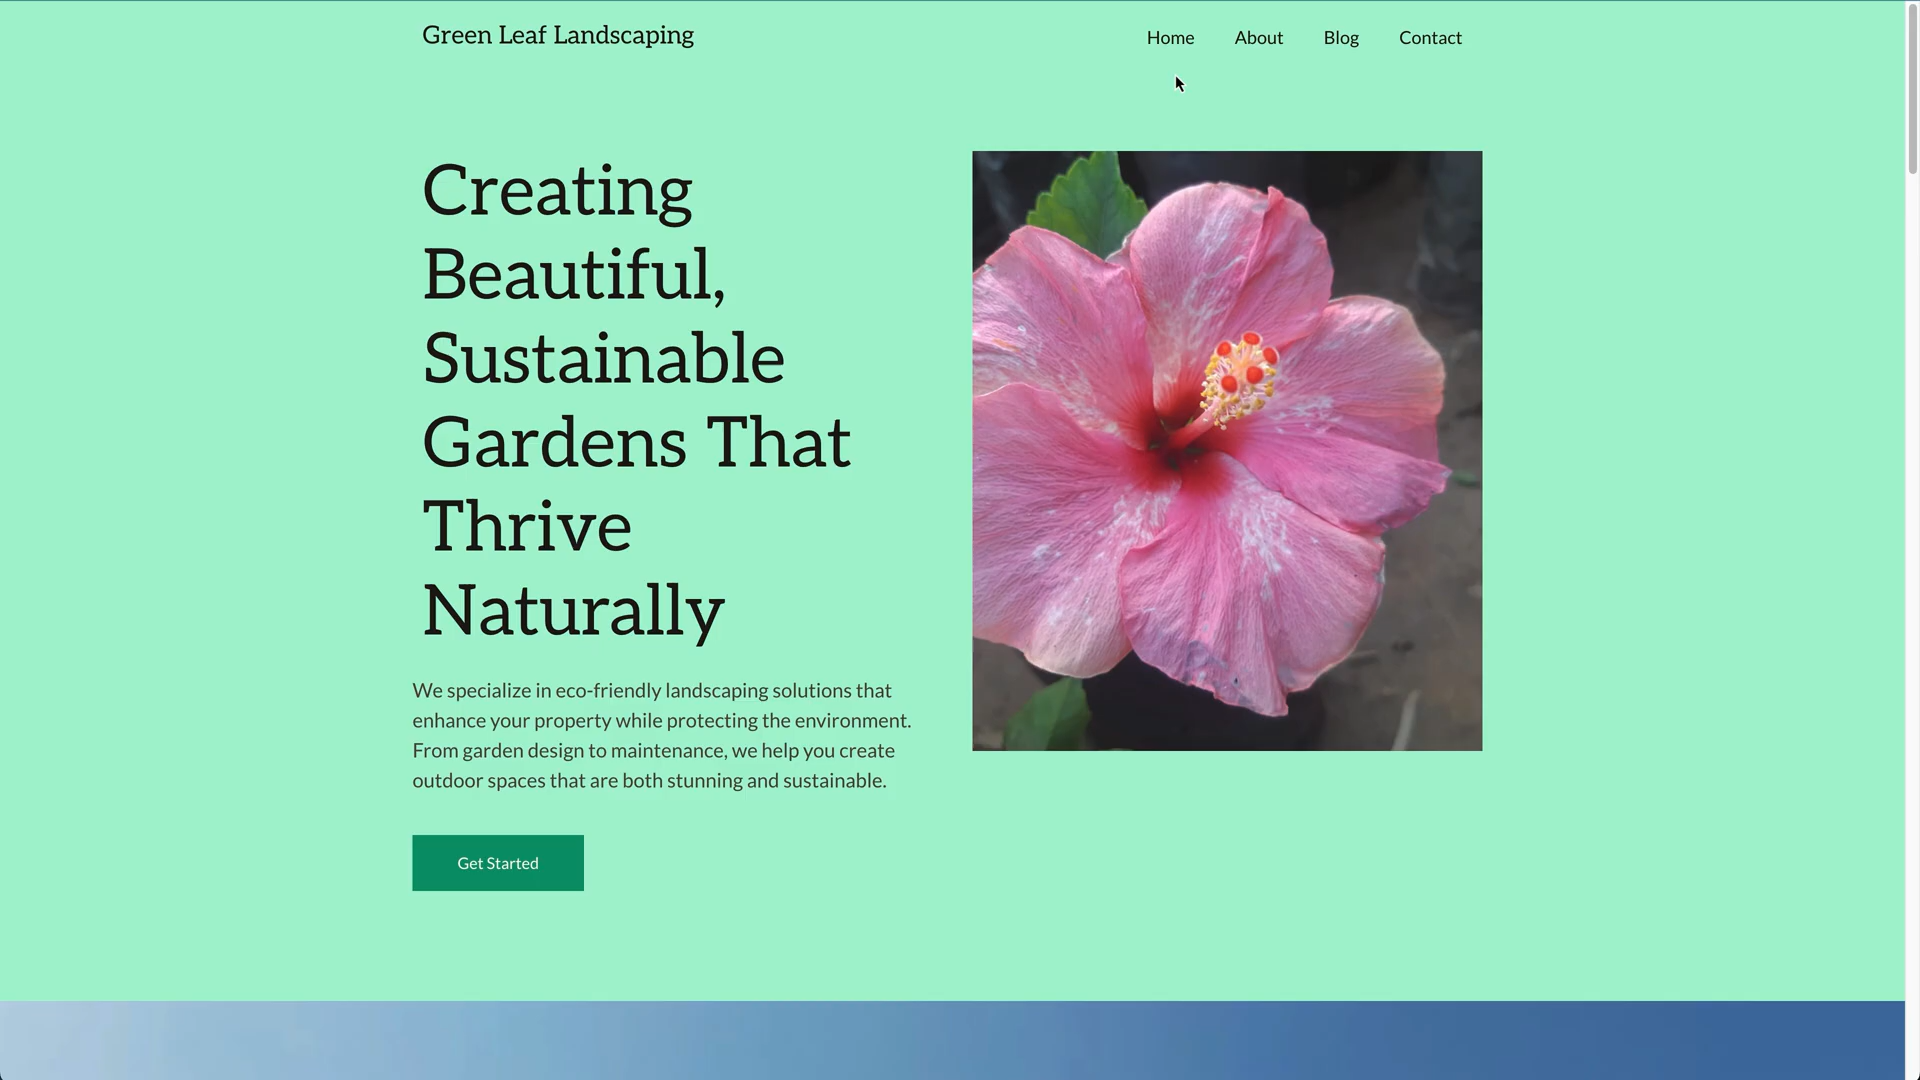 Green Leaf Landscaping
Home
About
Blog
Contact
Creating
Beautiful,
Sustainable
Gardens That
Thrive
Naturally
We specialize in eco-friendly landscaping solutions that
enhance your property while protecting the environment.
From garden design to maintenance, we help you create
outdoor spaces that are both stunning and sustainable.
Get Started